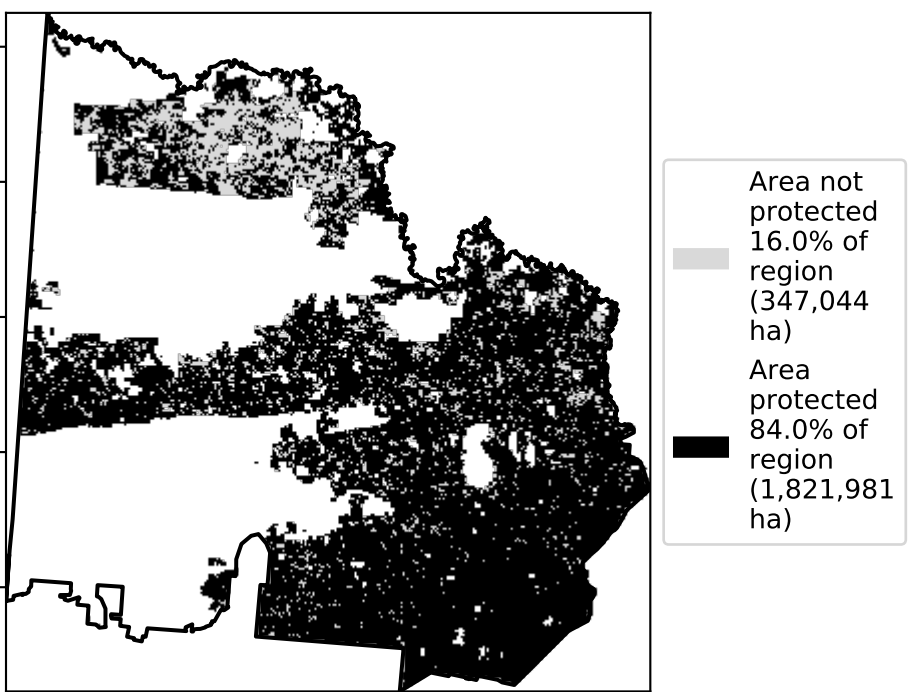 Area not
protected
16.0% of
region
(347,044
ha)
Area
protected
84.0% of
region
(1,821,981
ha)